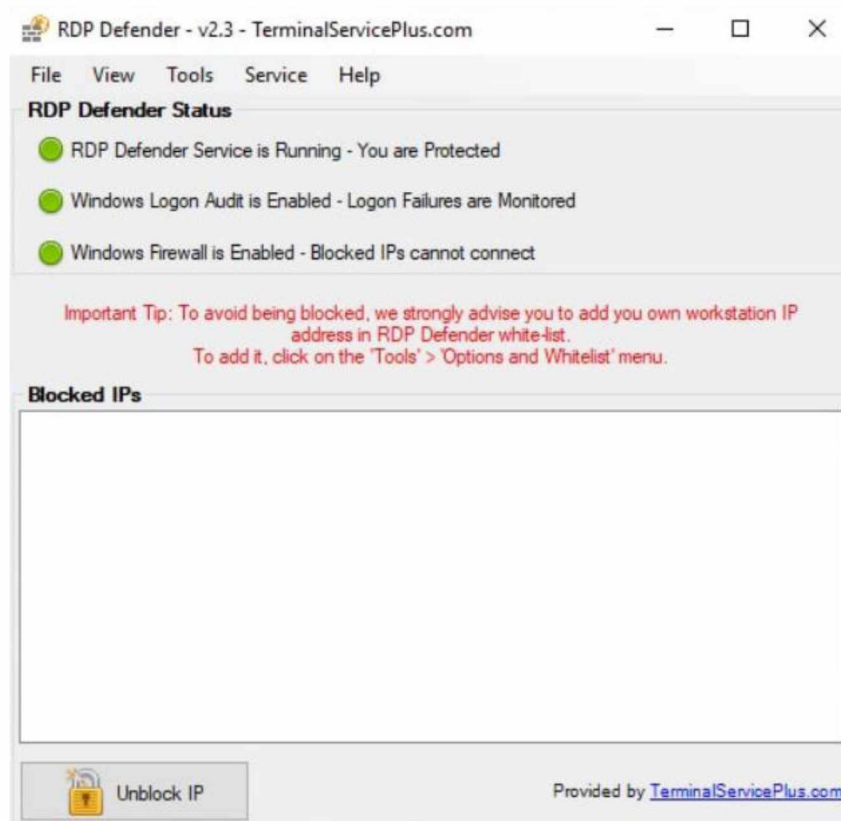 RDP Defender - v2.3 - TerminalServicePlus.com
File View Tools Service Help
RDP Defender Status
RDP Defender Service is Running - You are Protected
Windows Logon Audit is Enabled - Logon Failures are Monitored
Windows Firewall is Enabled - Blocked IPs cannot connect
Important Tip: To avoid being blocked, we strongly advise you to add you own workstation IP
address in RDP Defender white-list.
To add it, click on the 'Tools' > 'Options and Whitelist' menu.
Blocked IPs
Unblock IP
Provided by TerminalServicePlus.com